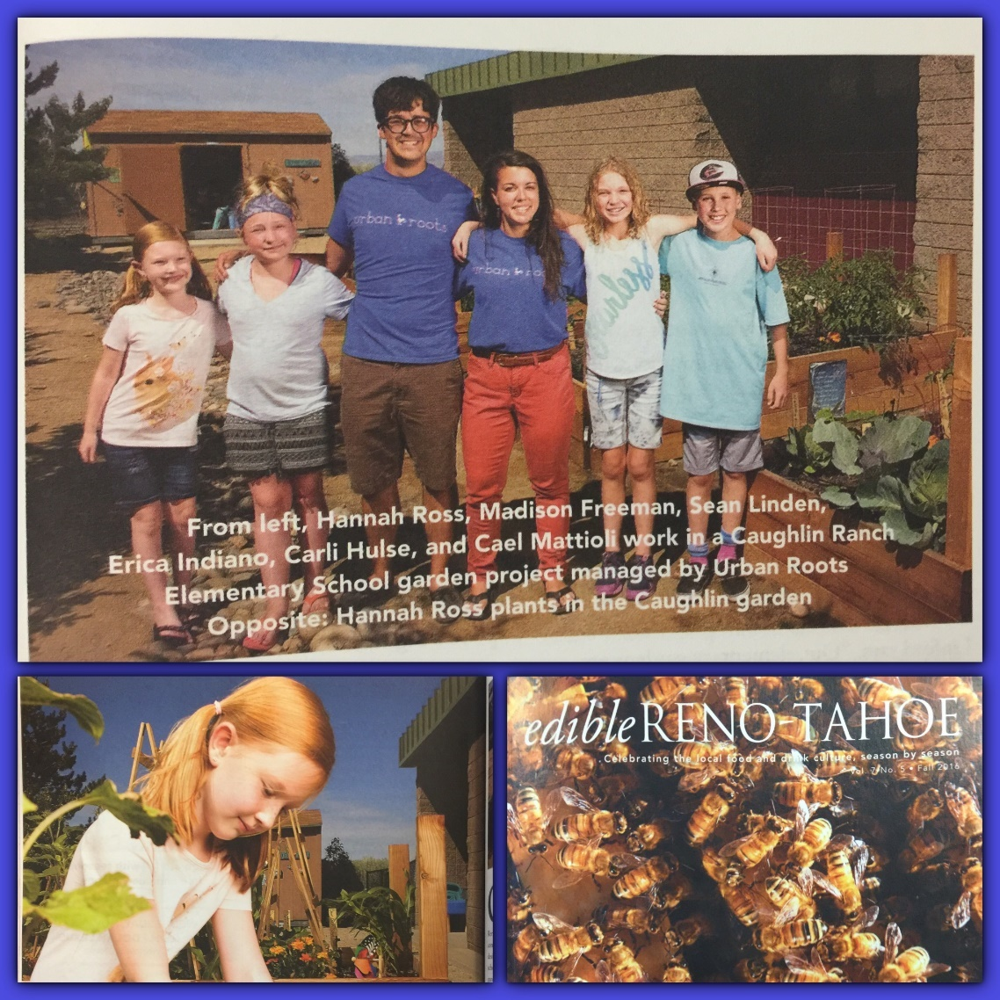 urban roots
urban roots
From left, Hannah Ross, Madison Freeman, Sean Linden,
Erica Indiano, Carli Hulse, and Cael Mattioli work in a Caughlin Ranch
Elementary School garden project managed by Urban Roots
Opposite: Hannah Ross plants in the Caughlin garden
edible RENO-TAHOE
Celebrating the local food and drink culture, season by season
Vol. 7 No. 5 • Fall 2016